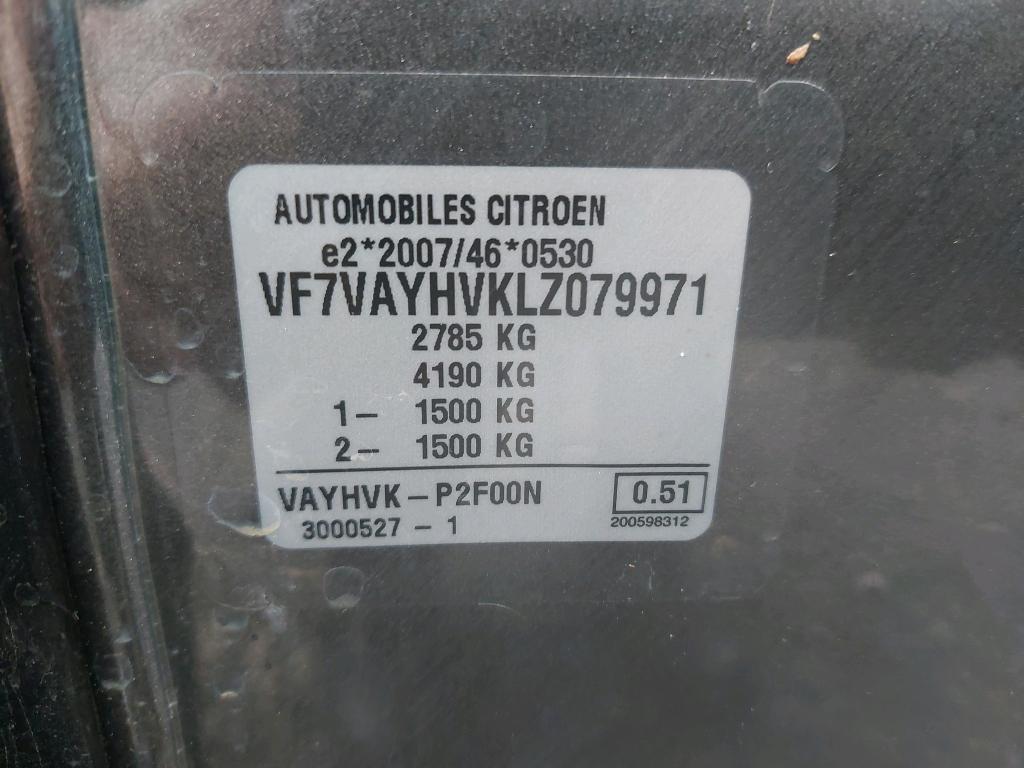 AUTOMOBILES CITROEN
e2*2007/46*0530
VF7VAYHVKLZ079971
2785 KG
4190 KG
1- 1500 KG
2- 1500 KG
VAYHVK-P2F00N 0.51
3000527-1 200598312